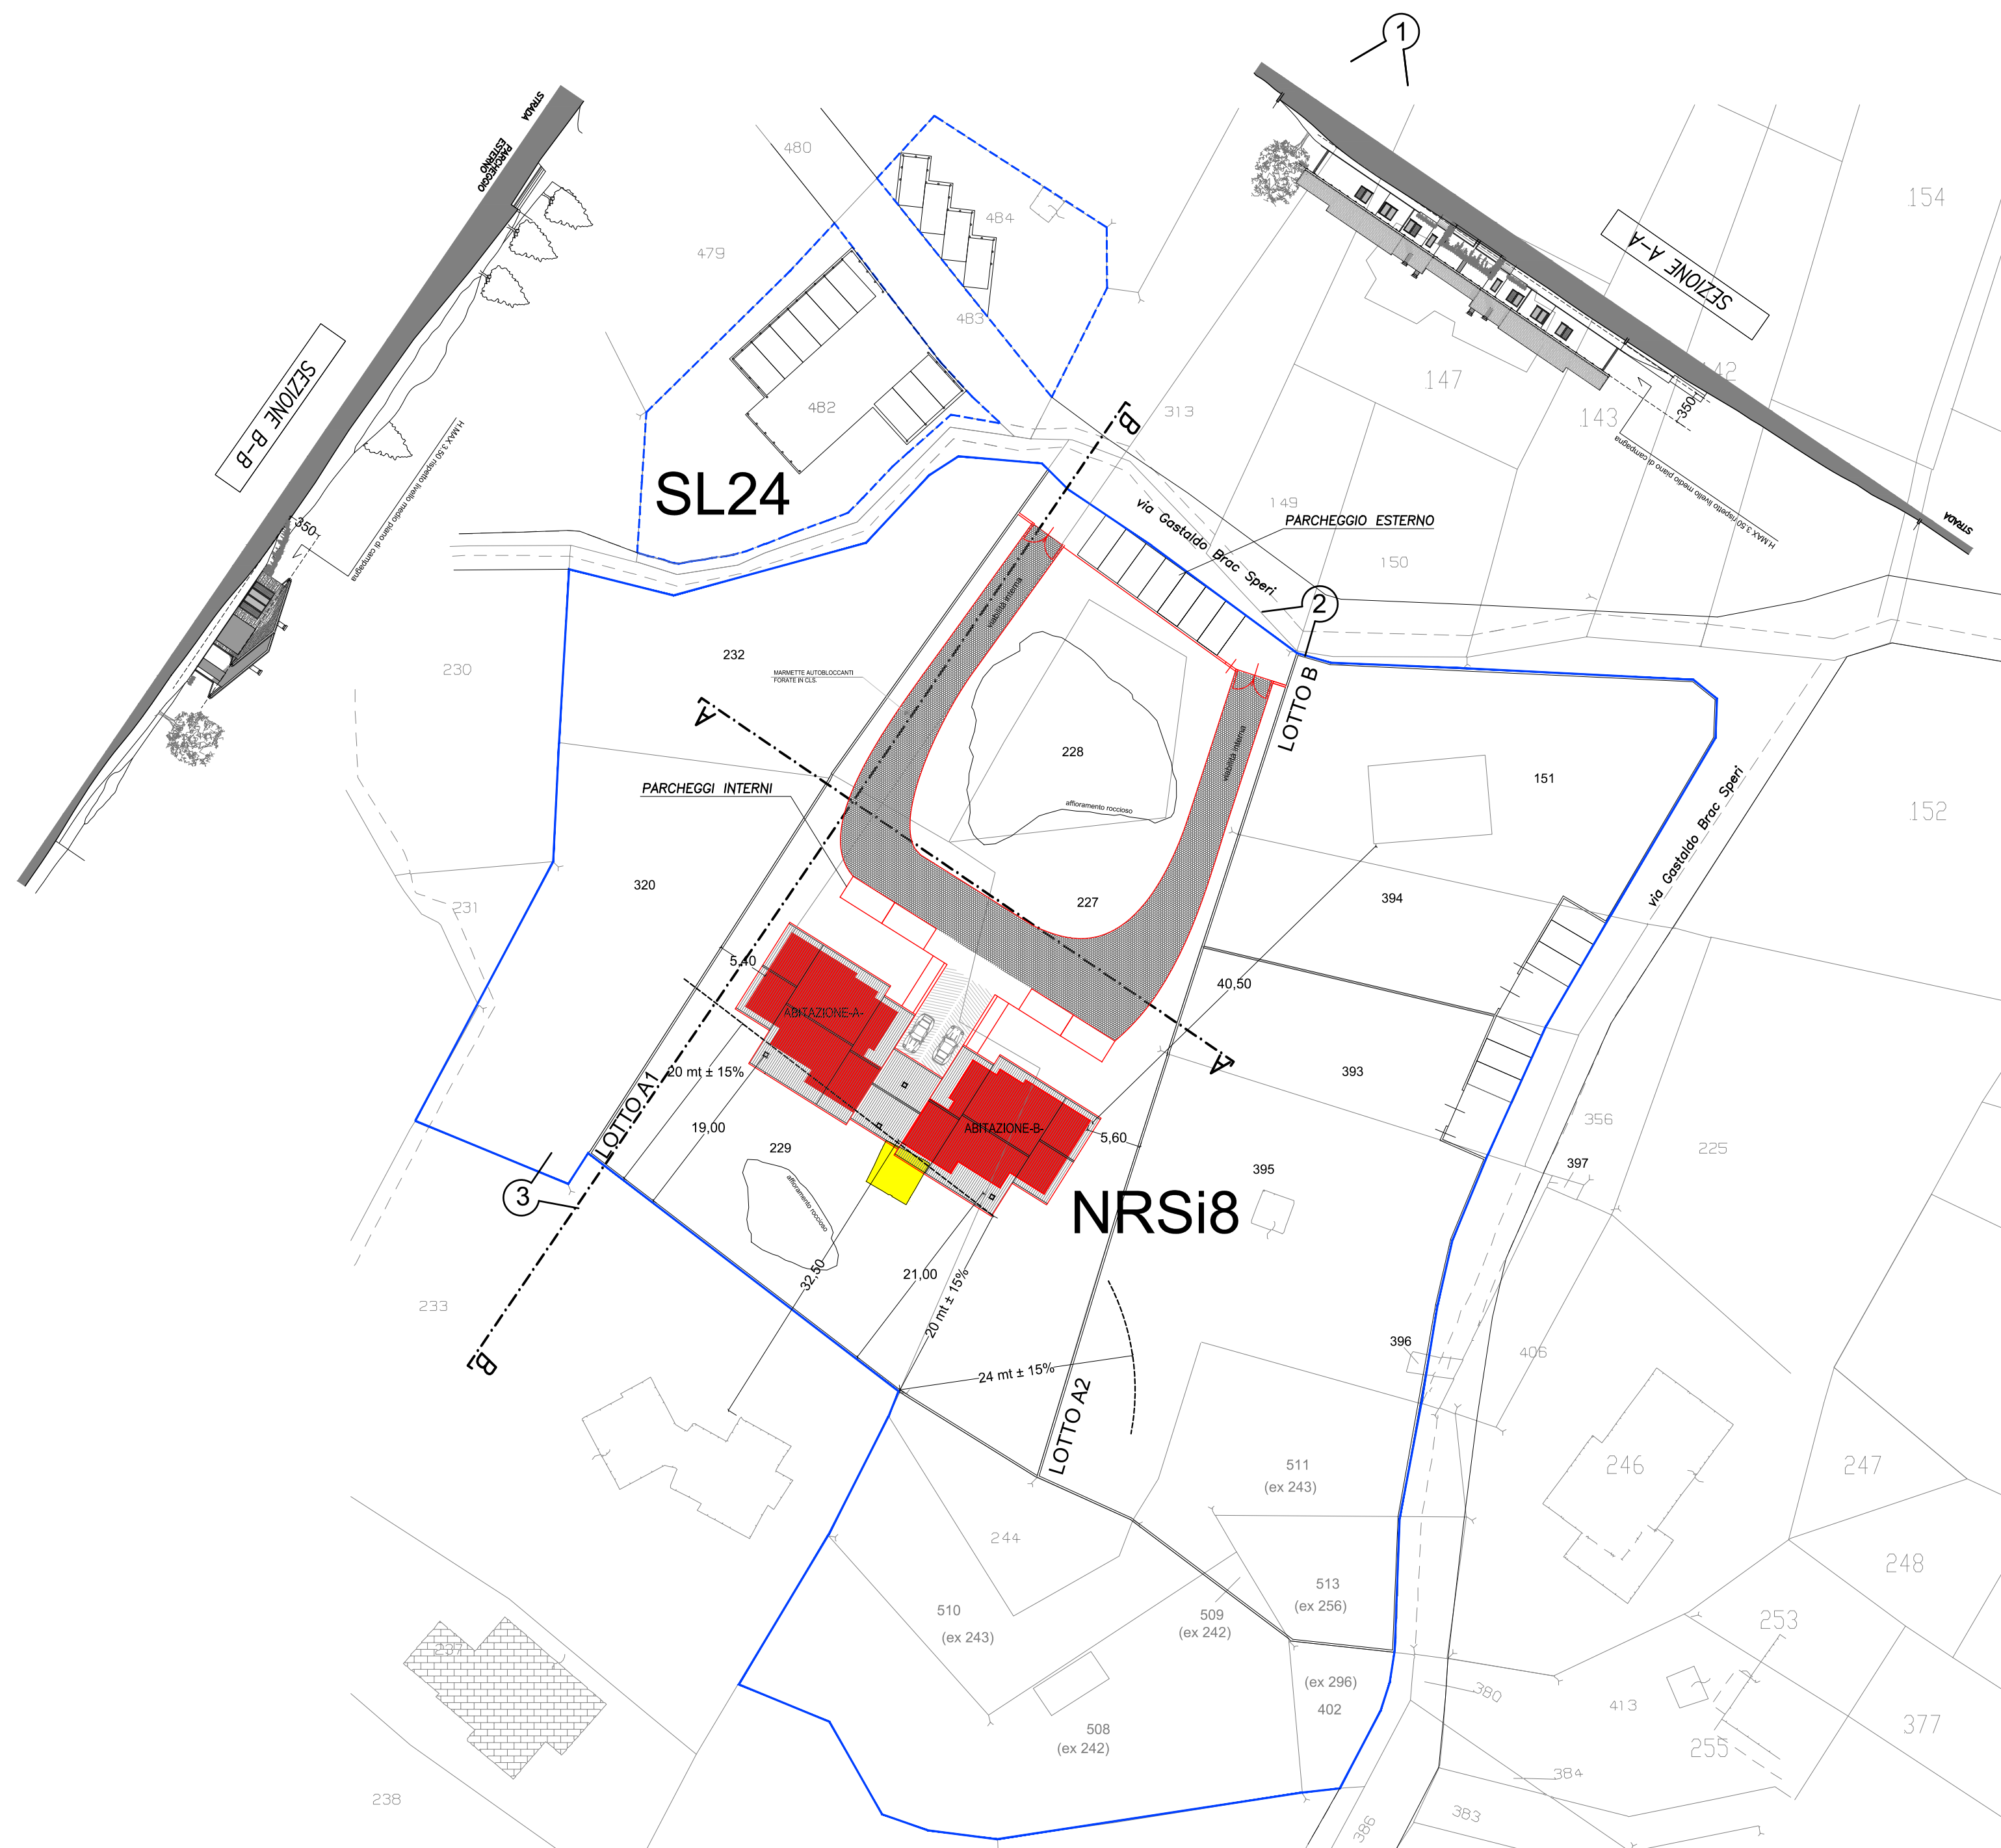 1
STRADA
PARCHEGGIO
ESTERNO
480
484
479
483
482
154
SEZIONE A-A
147
142
143
350
H.MAX 3.50 rispetto livello medio piano di campagna
STRADA
SEZIONE B-B
H.MAX 3.50 rispetto livello medio piano di campagna
350
B
313
SL24
149
via Gastaldo Brac Speri
PARCHEGGIO ESTERNO
150
2
viabilità interna
232
230
MARMETTE AUTOBLOCCANTI
FORATE IN CLS.
A
LOTTO B
228
viabilità interna
151
PARCHEGGI INTERNI
affioramento roccioso
via Gastaldo Brac Speri
152
320
231
227
394
5,40
40,50
ABITAZIONE-A-
A
393
20 mt ± 15%
LOTTO A1
19,00
ABITAZIONE-B-
5,60
356
225
229
affioramento roccioso
395
397
3
NRSi8
32,50
21,00
20 mt ± 15%
233
B
396
406
24 mt ± 15%
LOTTO A2
511
(ex 243)
246
247
244
248
510
(ex 243)
509
(ex 242)
513
(ex 256)
253
237
(ex 296)
402
380
413
377
508
(ex 242)
255
384
238
383
386